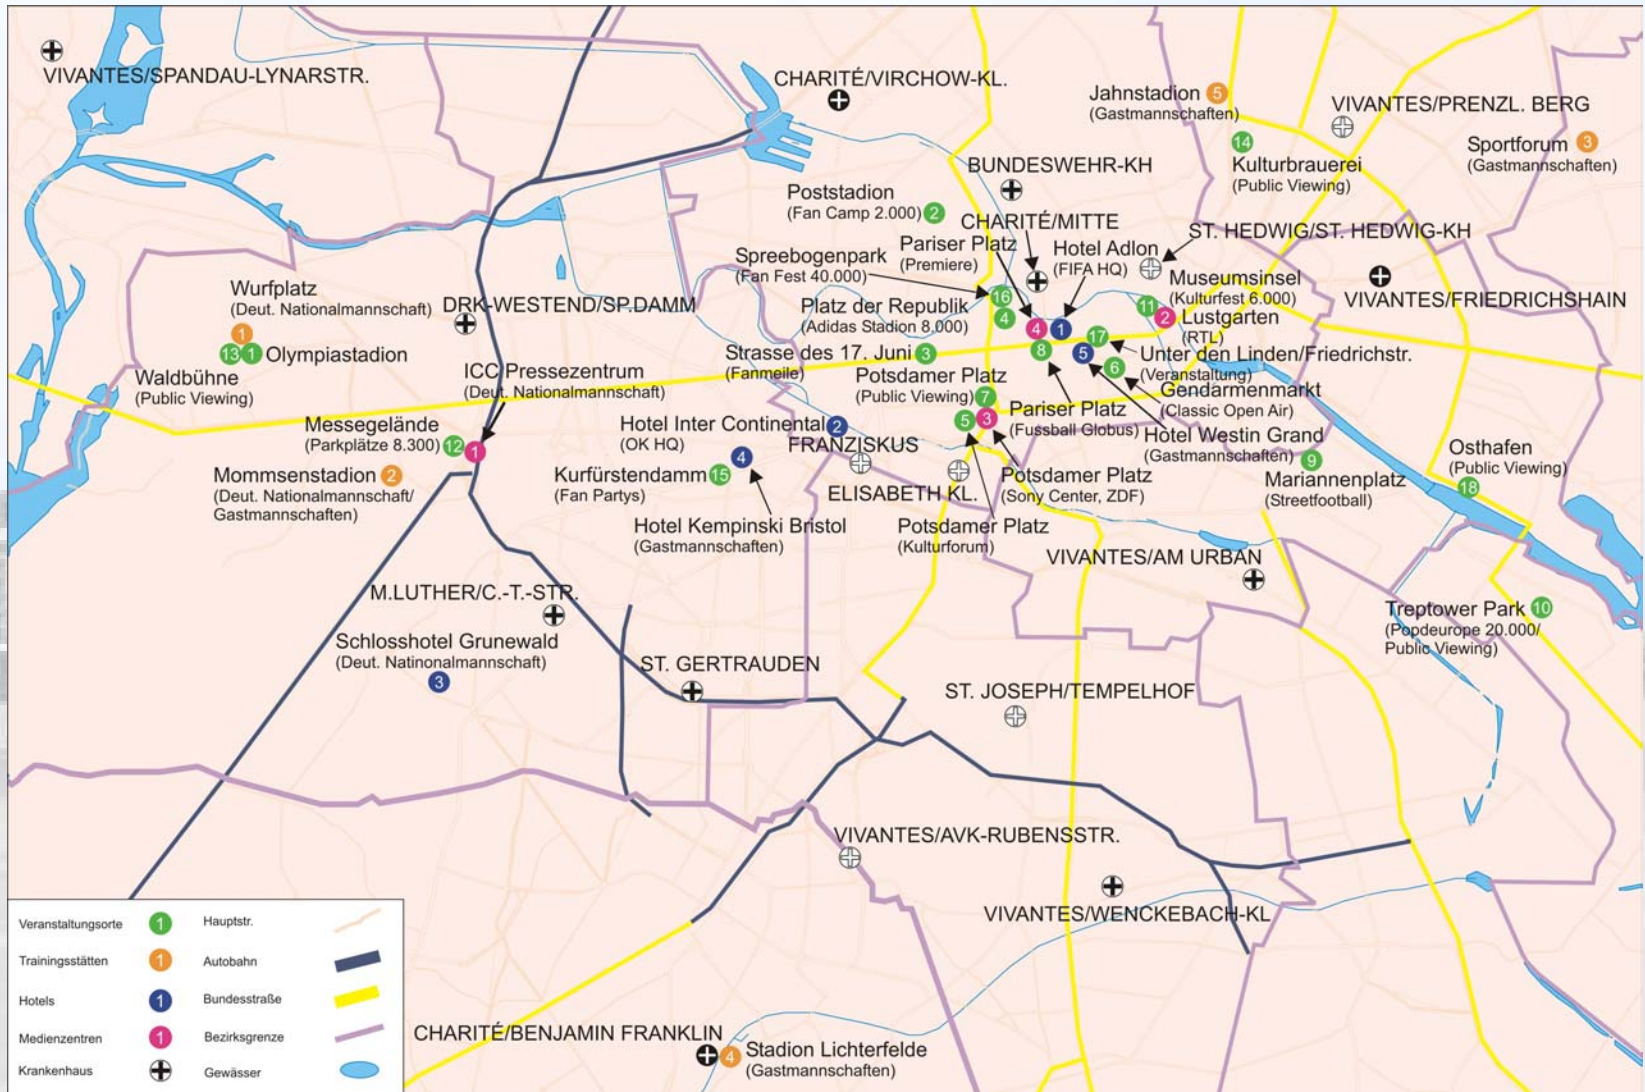 VIVANTES/SPANDAU-LYNARSTR.
CHARITÉ/VIRCHOW-KL.
Jahnstadion 5
(Gastmannschaften)
VIVANTES/PRENZL. BERG
14
Kulturbrauerei
(Public Viewing)
Sportforum 3
(Gastmannschaften)
BUNDESWEHR-KH
Poststadion
(Fan Camp 2.000) 2
CHARITÉ/MITTE
ST. HEDWIG/ST. HEDWIG-KH
Pariser Platz
(Premiere)
Hotel Adlon
(FIFA HQ)
Spreebogenpark
(Fan Fest 40.000)
16
Museumsinsel
(Kulturfest 6.000)
11
VIVANTES/FRIEDRICHSHAIN
Wurfplatz
(Deut. Nationalmannschaft)
1
DRK-WESTEND/SP.DAMM
Platz der Republik
(Adidas Stadion 8.000)
4
4
1
2 Lustgarten
(RTL)
13 1 Olympiastadion
Waldbühne
(Public Viewing)
ICC Pressezentrum
(Deut. Nationalmannschaft)
Strasse des 17. Juni 3
(Fanmeile)
8
5
17
Unter den Linden/Friedrichstr.
(Veranstaltung)
6
Potsdamer Platz
(Public Viewing) 7
Gendarmenmarkt
(Classic Open Air)
5
3
Pariser Platz
(Fussball Globus)
Messegelände
(Parkplätze 8.300) 12
1
Hotel Inter Continental 2
(OK HQ)
FRANZISKUS
Hotel Westin Grand
(Gastmannschaften)
9
Mariannenplatz
(Streetfootball)
Osthafen
(Public Viewing)
18
Mommsenstadion 2
(Deut. Nationalmannschaft/
Gastmannschaften)
4
Kurfürstendamm 15
(Fan Partys)
ELISABETH KL.
Potsdamer Platz
(Sony Center, ZDF)
Hotel Kempinski Bristol
(Gastmannschaften)
Potsdamer Platz
(Kulturforum)
VIVANTES/AM URBAN
M.LUTHER/C.-T.-STR.
Treptower Park 10
(Popdeurope 20.000/
Public Viewing)
Schlosshotel Grunewald
(Deut. Natinonalmannschaft)
3
ST. GERTRAUDEN
ST. JOSEPH/TEMPELHOF
VIVANTES/AVK-RUBENSSTR.
VIVANTES/WENCKEBACH-KL
CHARITÉ/BENJAMIN FRANKLIN
4 Stadion Lichterfelde
(Gastmannschaften)
Veranstaltungsorte 1 Hauptstr.
Trainingsstätten 1 Autobahn
Hotels 1 Bundesstraße
Medienzentren 1 Bezirksgrenze
Krankenhaus Gewässer